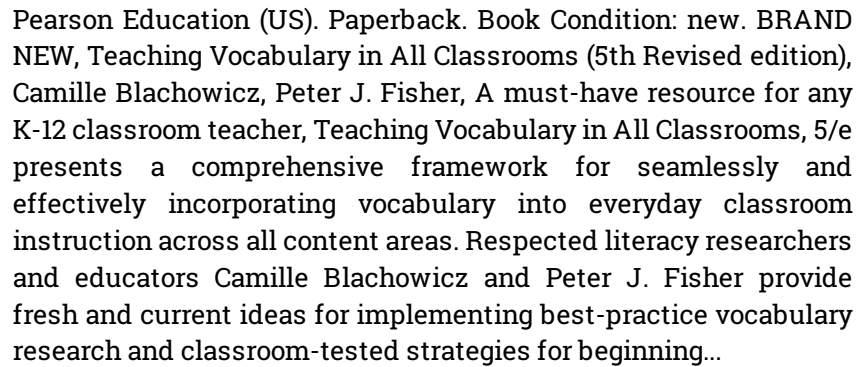 Pearson Education (US). Paperback. Book Condition: new. BRAND
NEW, Teaching Vocabulary in All Classrooms (5th Revised edition),
Camille Blachowicz, Peter J. Fisher, A must-have resource for any
K-12 classroom teacher, Teaching Vocabulary in All Classrooms, 5/e
presents a comprehensive framework for seamlessly and
effectively incorporating vocabulary into everyday classroom
instruction across all content areas. Respected literacy researchers
and educators Camille Blachowicz and Peter J. Fisher provide
fresh and current ideas for implementing best-practice vocabulary
research and classroom-tested strategies for beginning...